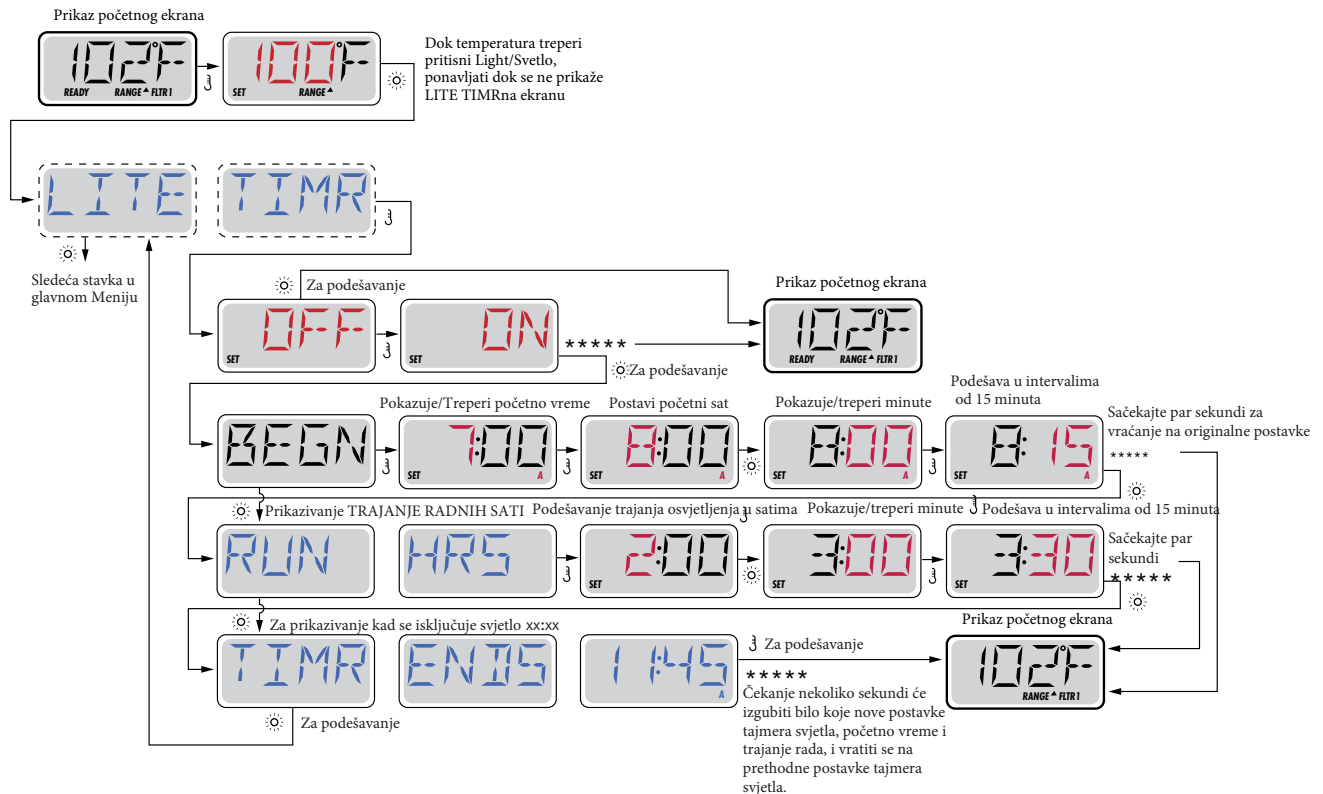 Prikaz početnog ekrana
102°F
READY RANGE FLTR1
100°F
SET RANGE
Dok temperatura treperi
pritisni Light/Svetlo,
ponavljati dok se ne prikaže
LITE TIMRna ekranu
LITE TIMR
Sledeća stavka u
glavnom Meniju
Za podešavanje
OFF
SET
ON
SET
*****
Za podešavanje
Prikaz početnog ekrana
102°F
READY RANGE FLTR1
BEGN
Pokazuje/Treperi početno vreme
7:00
SET A
Postavi početni sat
8:00
SET A
Pokazuje/treperi minute
8:00
SET A
Podešava u intervalima
od 15 minuta
8:15
SET A
Sačekajte par sekundi za
vraćanje na originalne postavke
*****
Prikazivanje TRAJANJE RADNIH SATI
RUN HRS
Podešavanje trajanja osvjetljenja u satima
2:00
SET
Pokazuje/treperi minute
3:00
SET
Podešava u intervalima od 15 minuta
3:30
SET
Sačekajte par
sekundi
*****
Za prikazivanje kad se isključuje svjetlo xx:xx
TIMR ENDS 11:45
A
Za podešavanje
Za podešavanje
*****
Čekanje nekoliko sekundi će
izgubiti bilo koje nove postavke
tajmera svjetla, početno vreme i
trajanje rada, i vratiti se na
prethodne postavke tajmera
svjetla.
Prikaz početnog ekrana
102°F
RANGE FLTR1